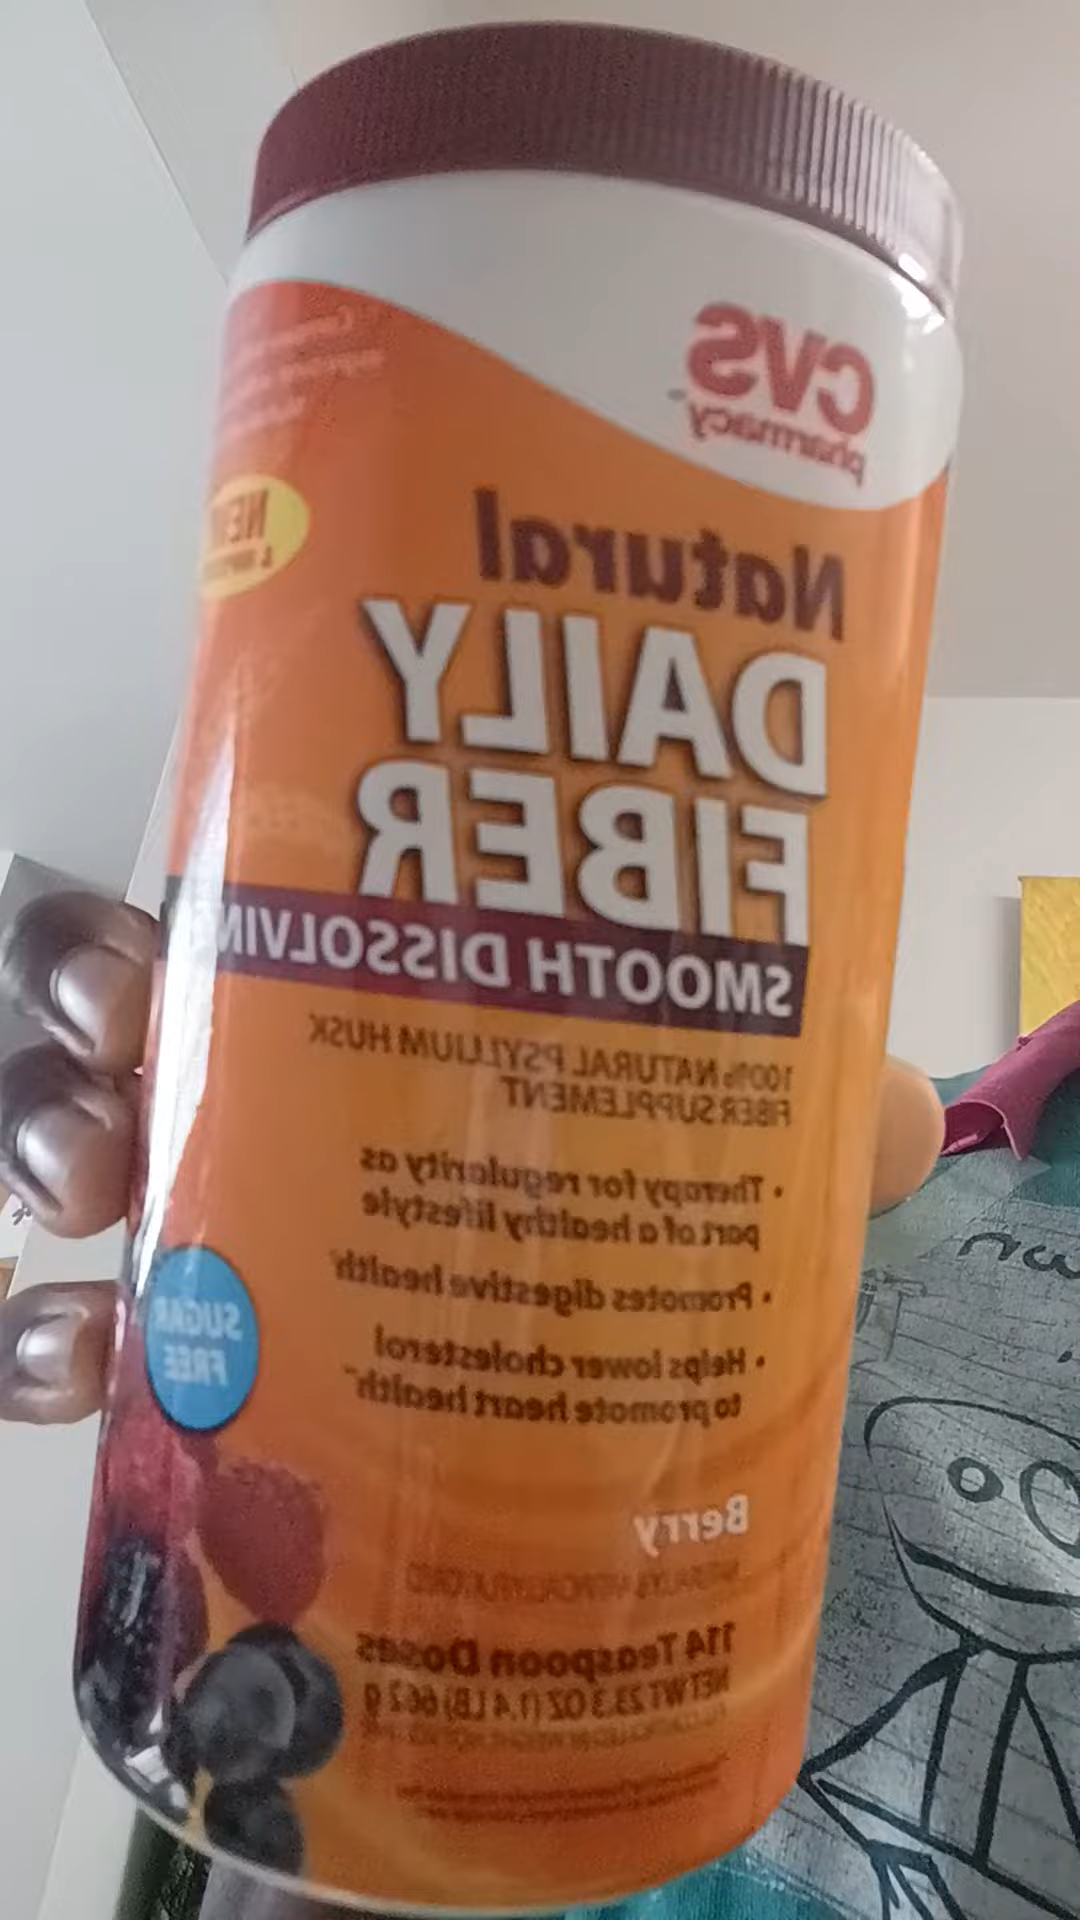 CVS
pharmacy
NEW
Natural
DAILY
FIBER
SMOOTH DISSOLVIN
100% NATURAL PSYLLIUM HUSK
FIBER SUPPLEMENT
• Therapy for regularity as
part of a healthy lifestyle
• Promotes digestive health
• Helps lower cholesterol
to promote heart health
SUGAR
FREE
Berry
114 Teaspoon Doses
NET WT 23.3 OZ (1.4 LB) 662 g